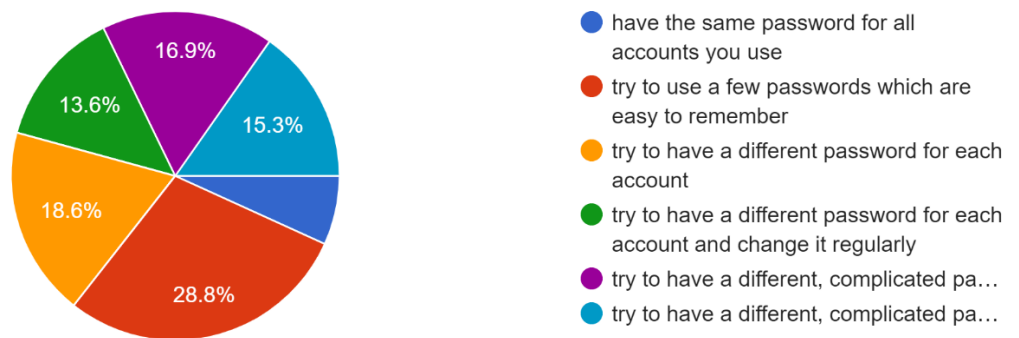 16.9%
13.6%
15.3%
18.6%
28.8%
have the same password for all
accounts you use
try to use a few passwords which are
easy to remember
try to have a different password for each
account
try to have a different password for each
account and change it regularly
try to have a different, complicated pa…
try to have a different, complicated pa…